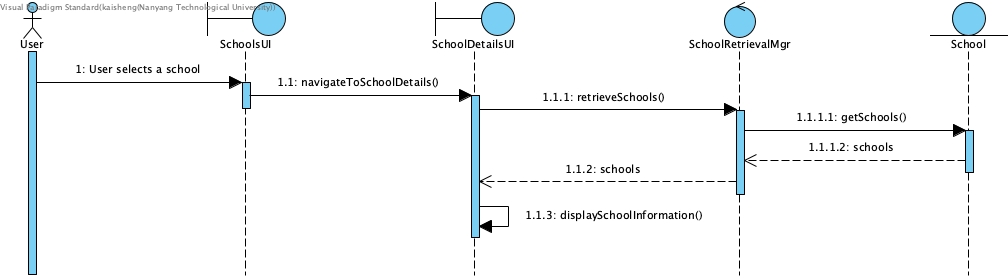 Visual Paradigm Standard(kaisheng(Nanyang Technological University))
User
SchoolsUI
SchoolDetailsUI
SchoolRetrievalMgr
School
1: User selects a school
1.1: navigateToSchoolDetails()
1.1.1: retrieveSchools()
1.1.1.1: getSchools()
1.1.1.2: schools
1.1.2: schools
1.1.3: displaySchoolInformation()